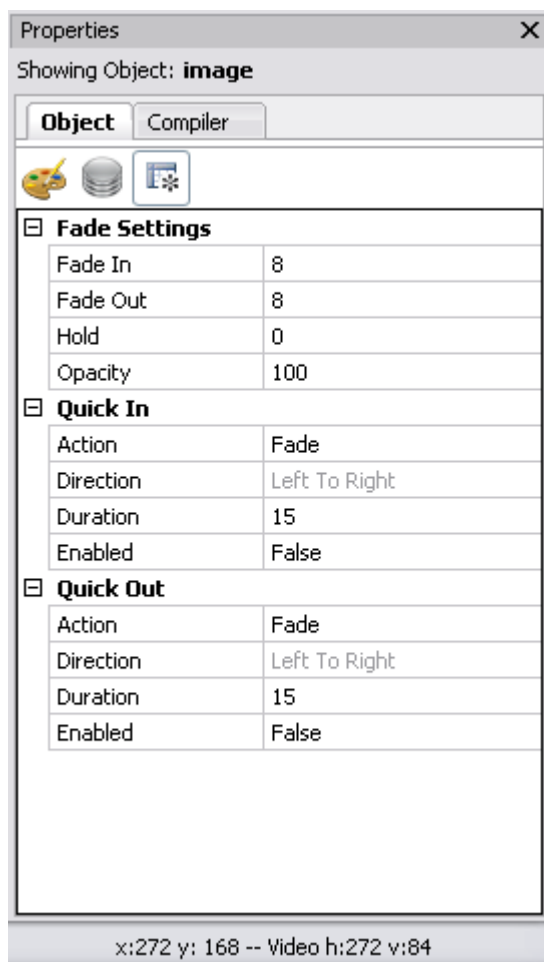 Properties
Showing Object: image
Object Compiler
Fade Settings
Fade In 8
Fade Out 8
Hold 0
Opacity 100
Quick In
Action Fade
Direction Left To Right
Duration 15
Enabled False
Quick Out
Action Fade
Direction Left To Right
Duration 15
Enabled False
x:272 y: 168 -- Video h:272 v:84